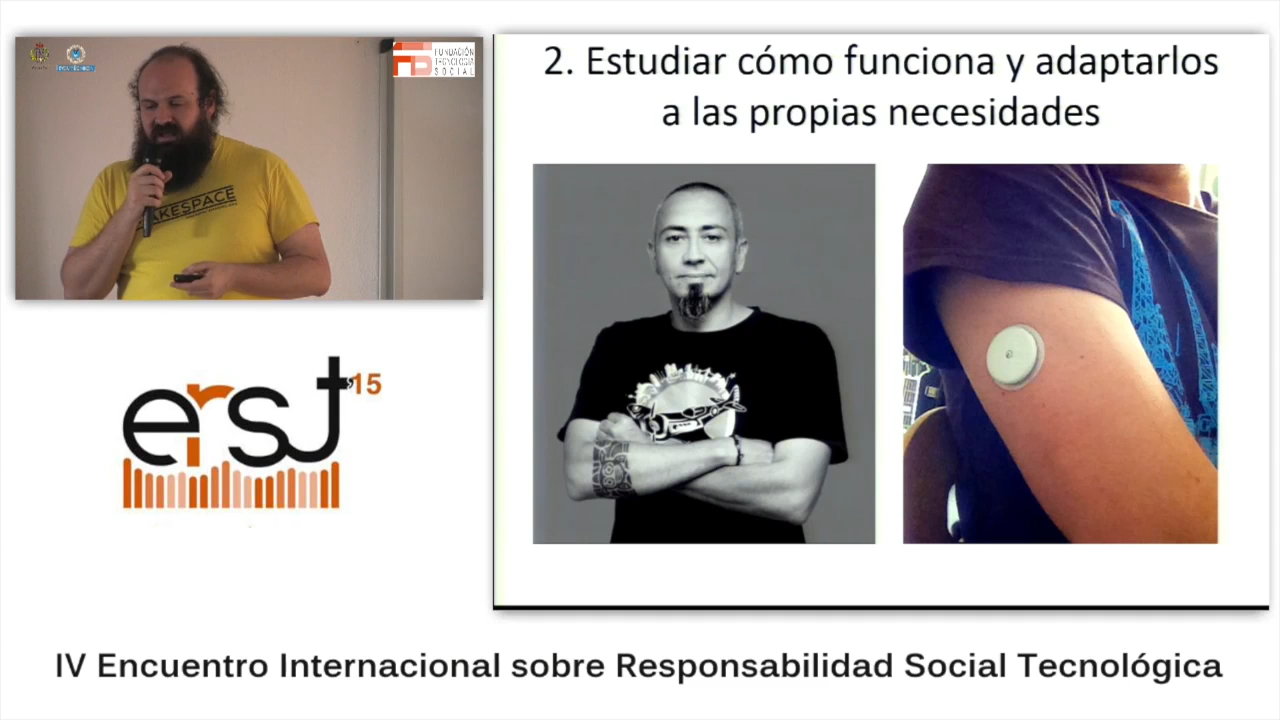 FUNDACIÓN
TECNOLOGÍA
SOCIAL
AKESPACE
2. Estudiar cómo funciona y adaptarlos
a las propias necesidades
erst'15
IV Encuentro Internacional sobre Responsabilidad Social Tecnológica